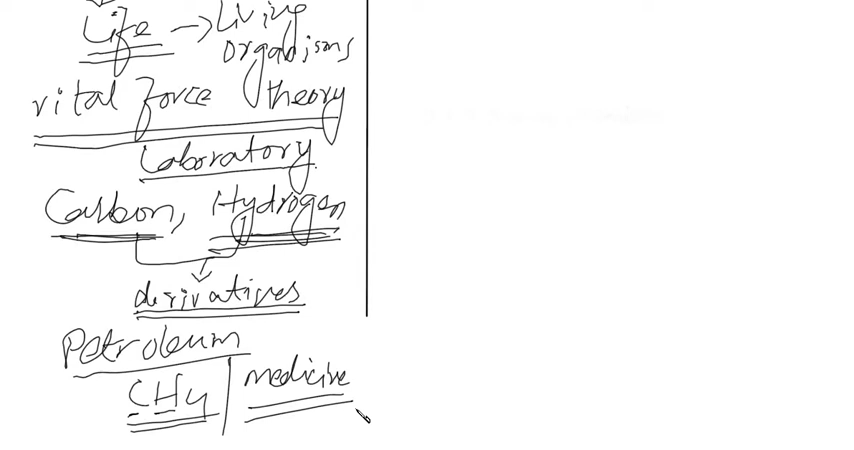 Life → Living
organisms
vital force theory
Laboratory
Carbon, Hydrogen
derivatives
Petroleum
CH4 | medicine